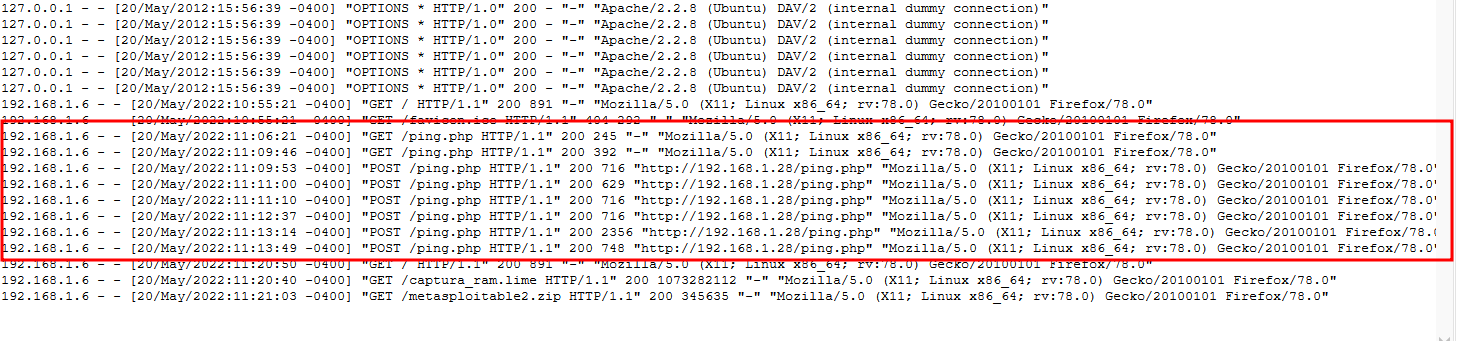 127.0.0.1 - - [20/May/2012:15:56:39 -0400] "OPTIONS * HTTP/1.0" 200 - "-" "Apache/2.2.8 (Ubuntu) DAV/2 (internal dummy connection)"
127.0.0.1 - - [20/May/2012:15:56:39 -0400] "OPTIONS * HTTP/1.0" 200 - "-" "Apache/2.2.8 (Ubuntu) DAV/2 (internal dummy connection)"
127.0.0.1 - - [20/May/2012:15:56:39 -0400] "OPTIONS * HTTP/1.0" 200 - "-" "Apache/2.2.8 (Ubuntu) DAV/2 (internal dummy connection)"
127.0.0.1 - - [20/May/2012:15:56:39 -0400] "OPTIONS * HTTP/1.0" 200 - "-" "Apache/2.2.8 (Ubuntu) DAV/2 (internal dummy connection)"
127.0.0.1 - - [20/May/2012:15:56:39 -0400] "OPTIONS * HTTP/1.0" 200 - "-" "Apache/2.2.8 (Ubuntu) DAV/2 (internal dummy connection)"
127.0.0.1 - - [20/May/2012:15:56:39 -0400] "OPTIONS * HTTP/1.0" 200 - "-" "Apache/2.2.8 (Ubuntu) DAV/2 (internal dummy connection)"
192.168.1.6 - - [20/May/2022:10:55:21 -0400] "GET / HTTP/1.1" 200 891 "-" "Mozilla/5.0 (X11; Linux x86_64; rv:78.0) Gecko/20100101 Firefox/78.0"
192.168.1.6 - - [20/May/2022:10:55:21 -0400] "GET /favicon.ico HTTP/1.1" 404 292 "-" "Mozilla/5.0 (X11; Linux x86_64; rv:78.0) Gecko/20100101 Firefox/78.0"
192.168.1.6 - - [20/May/2022:11:06:21 -0400] "GET /ping.php HTTP/1.1" 200 245 "-" "Mozilla/5.0 (X11; Linux x86_64; rv:78.0) Gecko/20100101 Firefox/78.0"
192.168.1.6 - - [20/May/2022:11:09:46 -0400] "GET /ping.php HTTP/1.1" 200 392 "-" "Mozilla/5.0 (X11; Linux x86_64; rv:78.0) Gecko/20100101 Firefox/78.0"
192.168.1.6 - - [20/May/2022:11:09:53 -0400] "POST /ping.php HTTP/1.1" 200 716 "http://192.168.1.28/ping.php" "Mozilla/5.0 (X11; Linux x86_64; rv:78.0) Gecko/20100101 Firefox/78.0"
192.168.1.6 - - [20/May/2022:11:11:00 -0400] "POST /ping.php HTTP/1.1" 200 629 "http://192.168.1.28/ping.php" "Mozilla/5.0 (X11; Linux x86_64; rv:78.0) Gecko/20100101 Firefox/78.0"
192.168.1.6 - - [20/May/2022:11:11:10 -0400] "POST /ping.php HTTP/1.1" 200 716 "http://192.168.1.28/ping.php" "Mozilla/5.0 (X11; Linux x86_64; rv:78.0) Gecko/20100101 Firefox/78.0"
192.168.1.6 - - [20/May/2022:11:12:37 -0400] "POST /ping.php HTTP/1.1" 200 716 "http://192.168.1.28/ping.php" "Mozilla/5.0 (X11; Linux x86_64; rv:78.0) Gecko/20100101 Firefox/78.0"
192.168.1.6 - - [20/May/2022:11:13:14 -0400] "POST /ping.php HTTP/1.1" 200 2356 "http://192.168.1.28/ping.php" "Mozilla/5.0 (X11; Linux x86_64; rv:78.0) Gecko/20100101 Firefox/78.
192.168.1.6 - - [20/May/2022:11:13:49 -0400] "POST /ping.php HTTP/1.1" 200 748 "http://192.168.1.28/ping.php" "Mozilla/5.0 (X11; Linux x86_64; rv:78.0) Gecko/20100101 Firefox/78.0"
192.168.1.6 - - [20/May/2022:11:20:50 -0400] "GET / HTTP/1.1" 200 891 "-" "Mozilla/5.0 (X11; Linux x86_64; rv:78.0) Gecko/20100101 Firefox/78.0"
192.168.1.6 - - [20/May/2022:11:20:40 -0400] "GET /captura_ram.lime HTTP/1.1" 200 1073282112 "-" "Mozilla/5.0 (X11; Linux x86_64; rv:78.0) Gecko/20100101 Firefox/78.0"
192.168.1.6 - - [20/May/2022:11:21:03 -0400] "GET /metasploitable2.zip HTTP/1.1" 200 345635 "-" "Mozilla/5.0 (X11; Linux x86_64; rv:78.0) Gecko/20100101 Firefox/78.0"